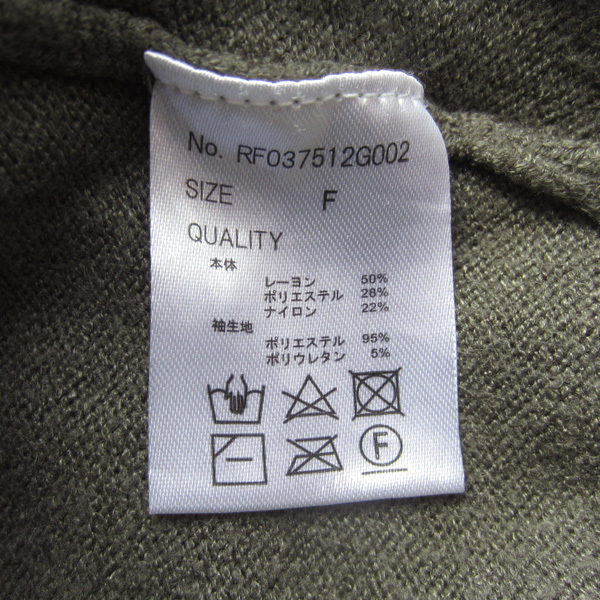 No. RF037512G002
SIZE F
QUALITY
本体
レーヨン 50%
ポリエステル 28%
ナイロン 22%
袖生地
ポリエステル 95%
ポリウレタン 5%
F